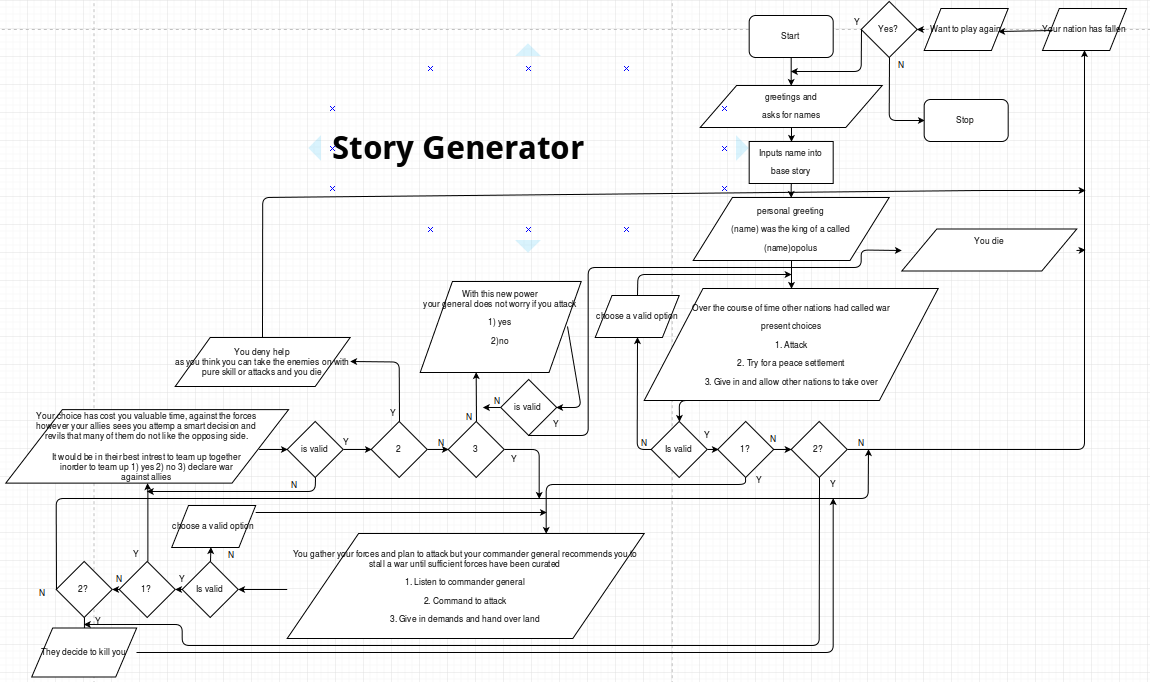 Start
Y
Yes?
Want to play again
Your nation has fallen
N
Stop
greetings and
asks for names
Story Generator
Inputs name into
base story
personal greeting
(name) was the king of a called
(name)opolus
You die
With this new power
your general does not worry if you attack
1) yes
2)no
choose a valid option
Over the course of time other nations had called war
present choices
1. Attack
2. Try for a peace settlement
3. Give in and allow other nations to take over
You deny help
as you think you can take the enemies on with
pure skill or attacks and you die
Y
N
N
is valid
Y
Your choice has cost you valuable time, against the forces
however your allies sees you attemp a smart decision and
revils that many of them do not like the opposing side.
It would be in their best intrest to team up together
inorder to team up 1) yes 2) no 3) declare war
against allies
is valid
Y
2
N
3
Y
N
N
Is valid
Y
1?
N
2?
N
Y
Y
choose a valid option
N
You gather your forces and plan to attack but your commander general recommends you to
stall a war until sufficient forces have been curated
1. Listen to commander general
2. Command to attack
3. Give in demands and hand over land
Y
N
2?
N
1?
Y
Is valid
Y
They decide to kill you